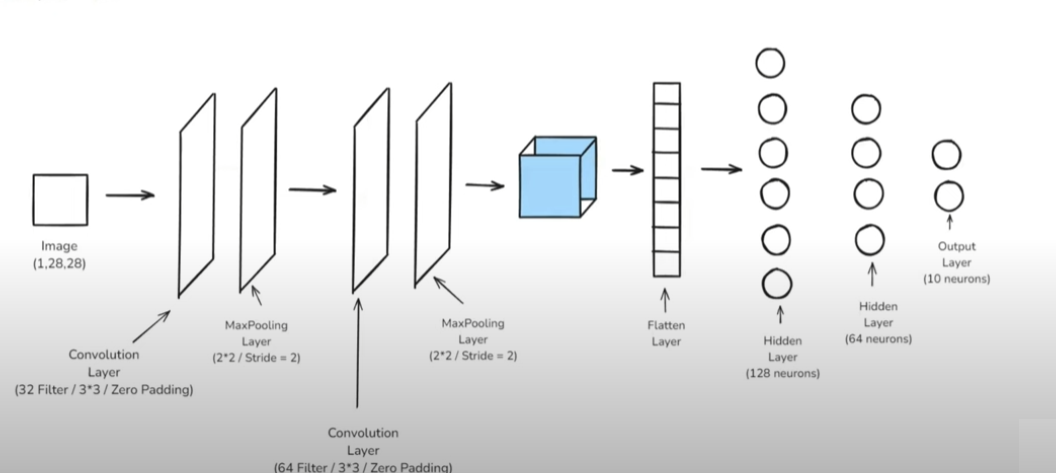 Image
(1,28,28)
Convolution
Layer
(32 Filter / 3*3 / Zero Padding)
MaxPooling
Layer
(2*2 / Stride = 2)
Convolution
Layer
(64 Filter / 3*3 / Zero Padding)
MaxPooling
Layer
(2*2 / Stride = 2)
Flatten
Layer
Hidden
Layer
(128 neurons)
Hidden
Layer
(64 neurons)
Output
Layer
(10 neurons)